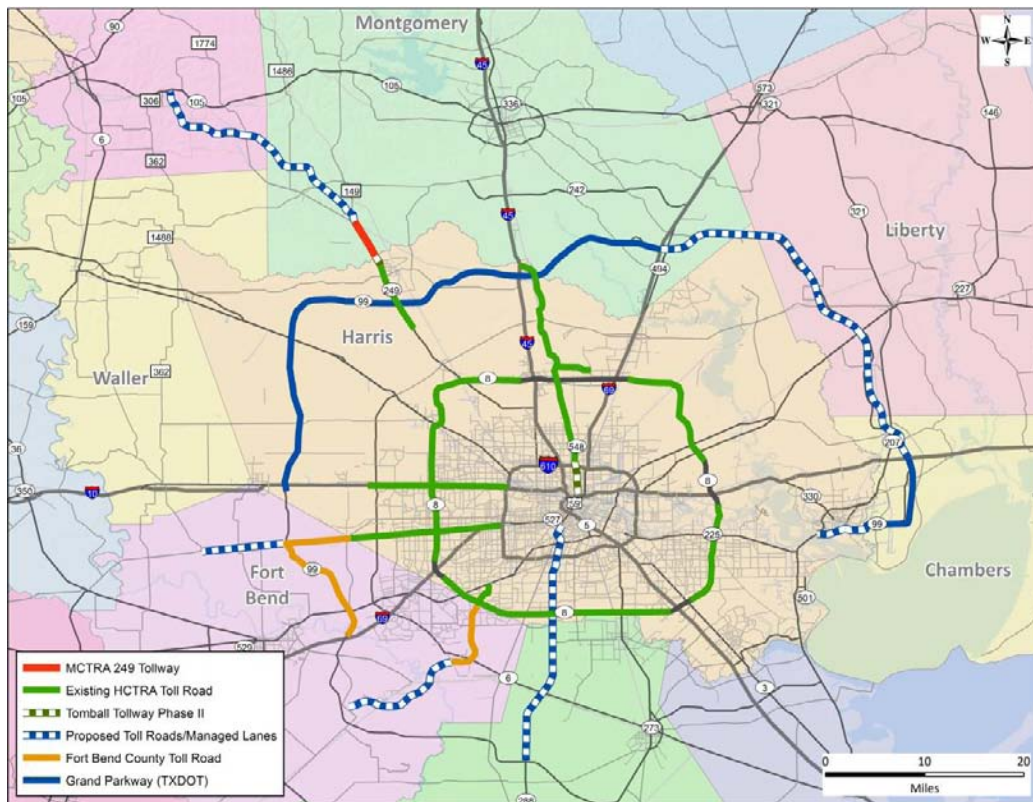 Montgomery
90
1774
1486
105
45
336
573
321
N
W E
S
105
306
105
6
362
149
242
146
45
321
1488
494
Liberty
249
99
227
159
Harris
45
Waller
362
8
69
548
207
36
610
350
10
8
59
8
330
527
5
225
99
Fort
Bend
99
Chambers
69
8
501
529
6
3
273
288
MCTRA 249 Tollway
Existing HCTRA Toll Road
Tomball Tollway Phase II
Proposed Toll Roads/Managed Lanes
Fort Bend County Toll Road
Grand Parkway (TXDOT)
0 10 20
Miles